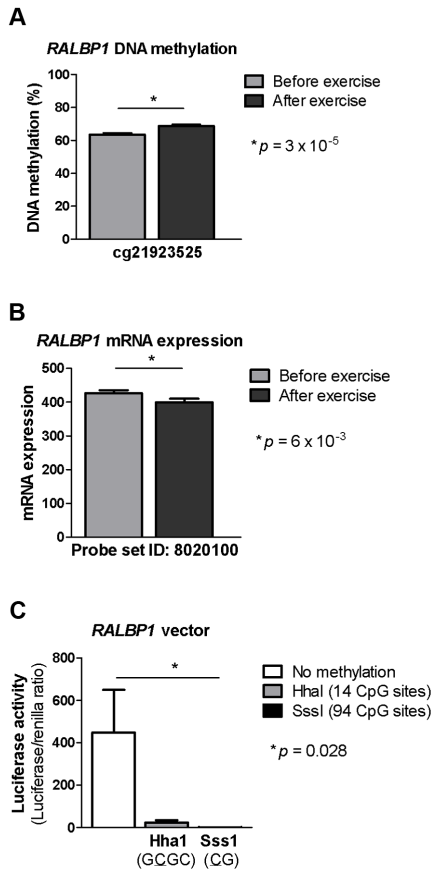 A
RALBP1 DNA methylation
DNA methylation (%)
100
80
60
40
20
0
*
cg21923525
Before exercise
After exercise
* p = 3 x 10-5
B
RALBP1 mRNA expression
mRNA expression
500
400
300
200
100
0
*
Probe set ID: 8020100
Before exercise
After exercise
* p = 6 x 10-3
C
RALBP1 vector
Luciferase activity
(Luciferase/renilla ratio)
800
600
400
200
0
*
Hha1 Sss1
(GCGC) (CG)
No methylation
HhaI (14 CpG sites)
SssI (94 CpG sites)
* p = 0.028